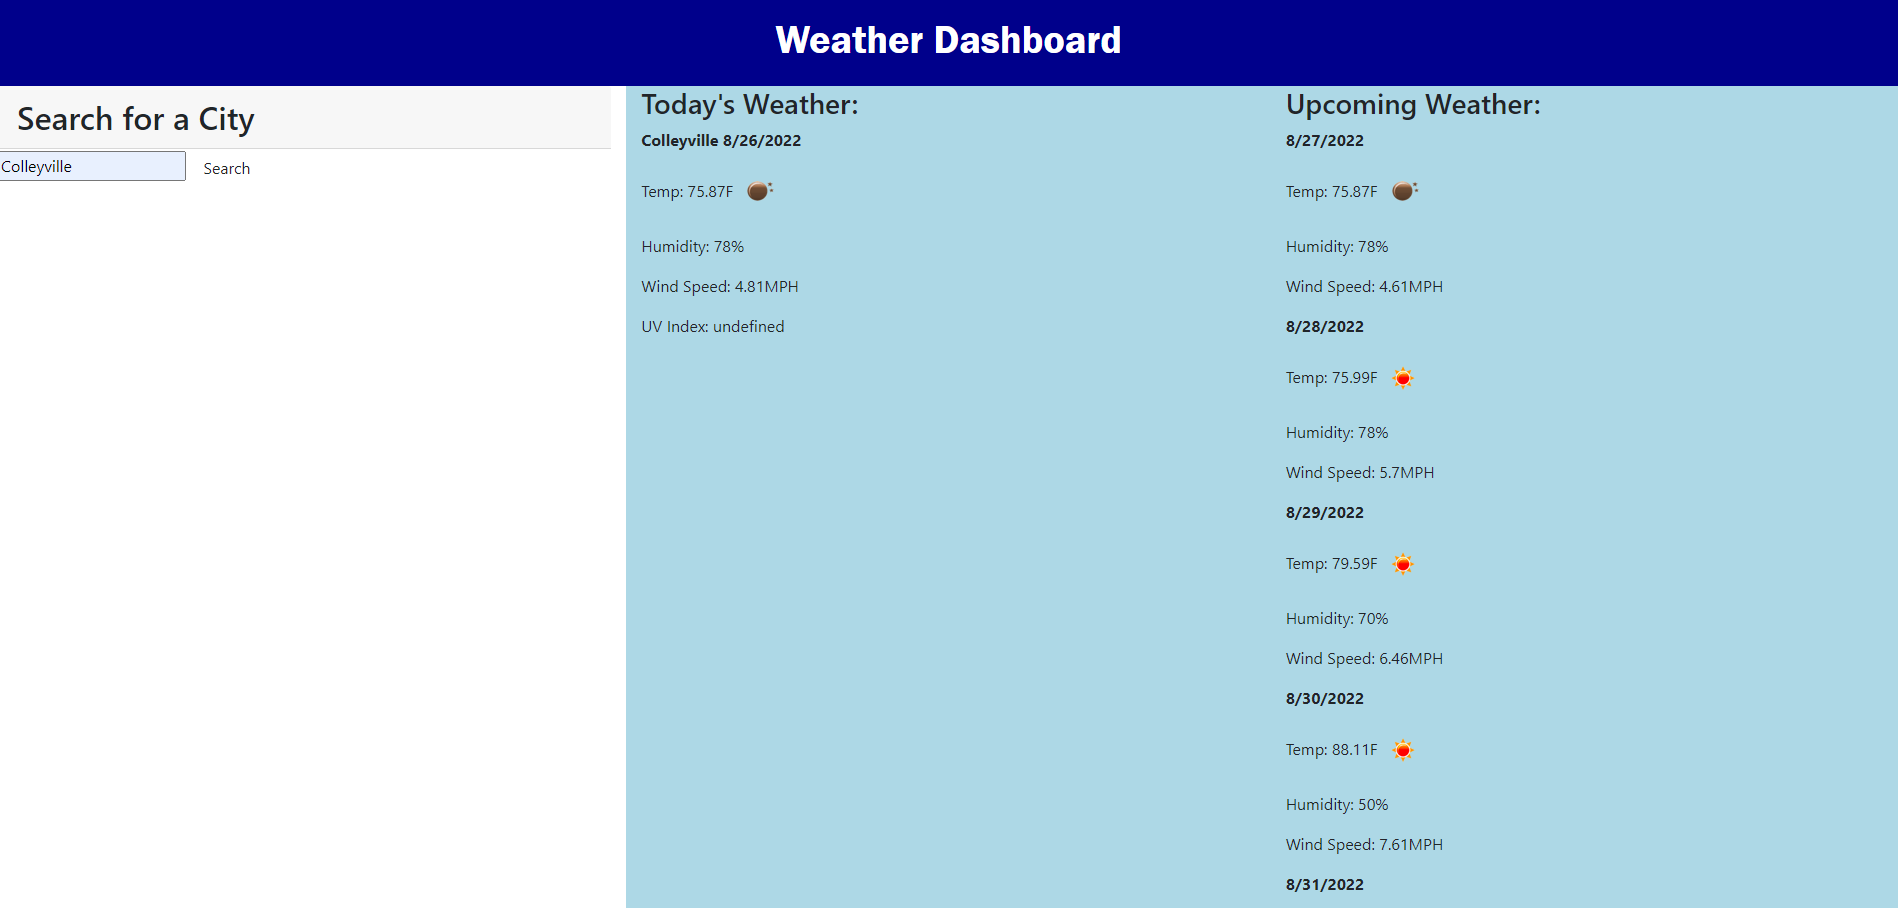 Weather Dashboard
Search for a City
Colleyville
Search
Today's Weather:
Colleyville 8/26/2022
Temp: 75.87F
Humidity: 78%
Wind Speed: 4.81MPH
UV Index: undefined
Upcoming Weather:
8/27/2022
Temp: 75.87F
Humidity: 78%
Wind Speed: 4.61MPH
8/28/2022
Temp: 75.99F
Humidity: 78%
Wind Speed: 5.7MPH
8/29/2022
Temp: 79.59F
Humidity: 70%
Wind Speed: 6.46MPH
8/30/2022
Temp: 88.11F
Humidity: 50%
Wind Speed: 7.61MPH
8/31/2022